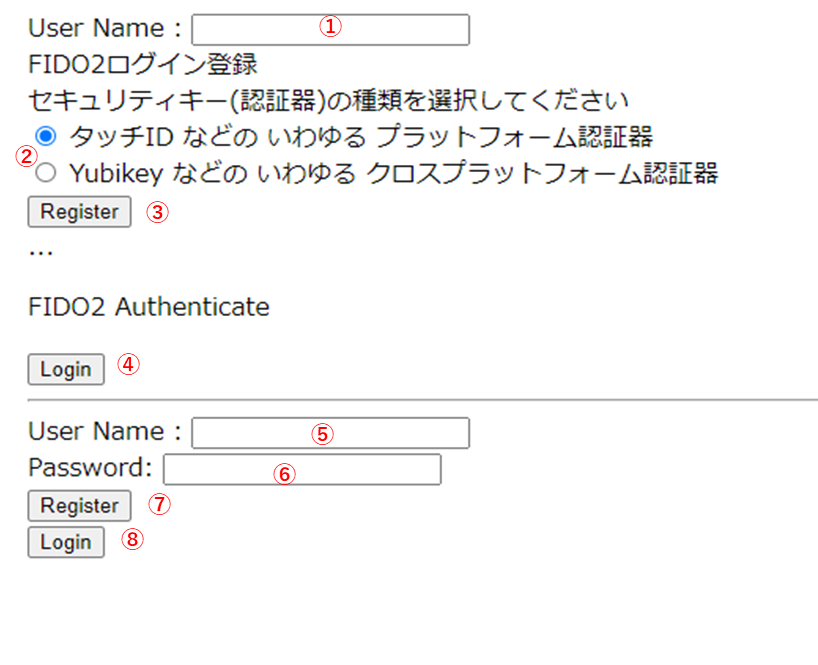 User Name : ①
FIDO2ログイン登録
セキュリティキー(認証器)の種類を選択してください
タッチID などの いわゆる プラットフォーム認証器
②
Yubikey などの いわゆる クロスプラットフォーム認証器
Register ③
...
FIDO2 Authenticate
Login ④
User Name : ⑤
Password: ⑥
Register ⑦
Login ⑧